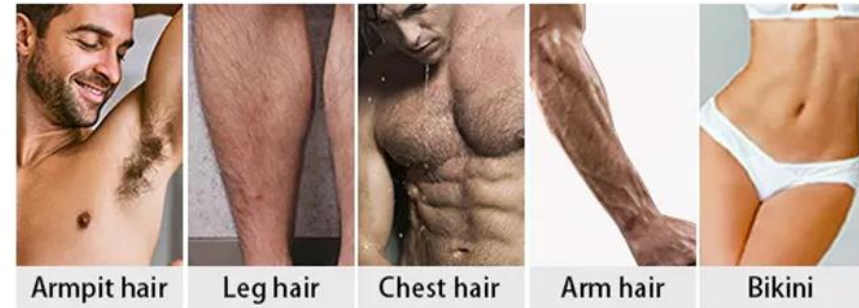 Armpit hair
Leg hair
Chest hair
Arm hair
Bikini